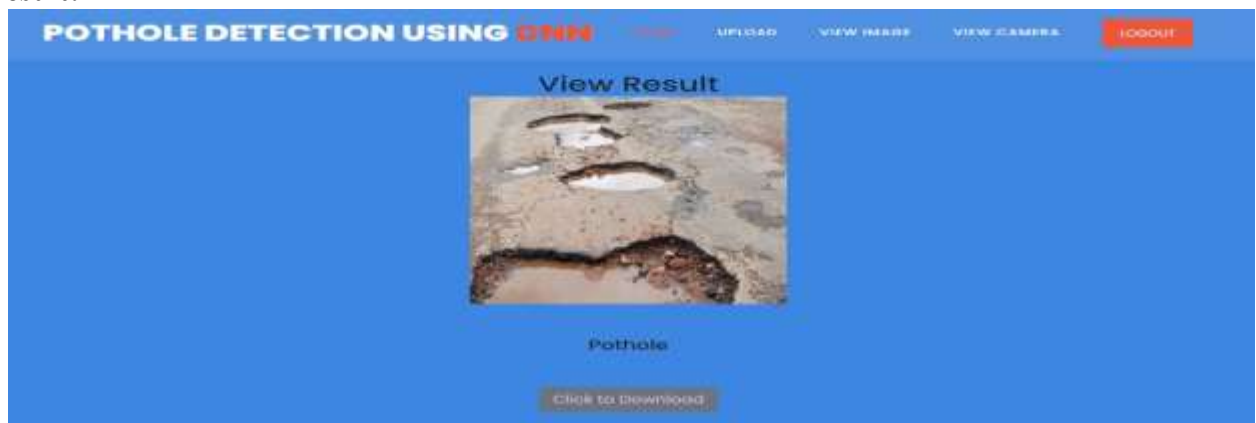 POTHOLE DETECTION USING DNN
UPLOAD
VIEW IMAGE
VIEW CAMERA
LOGOUT
View Result
Pothole
Click to Download